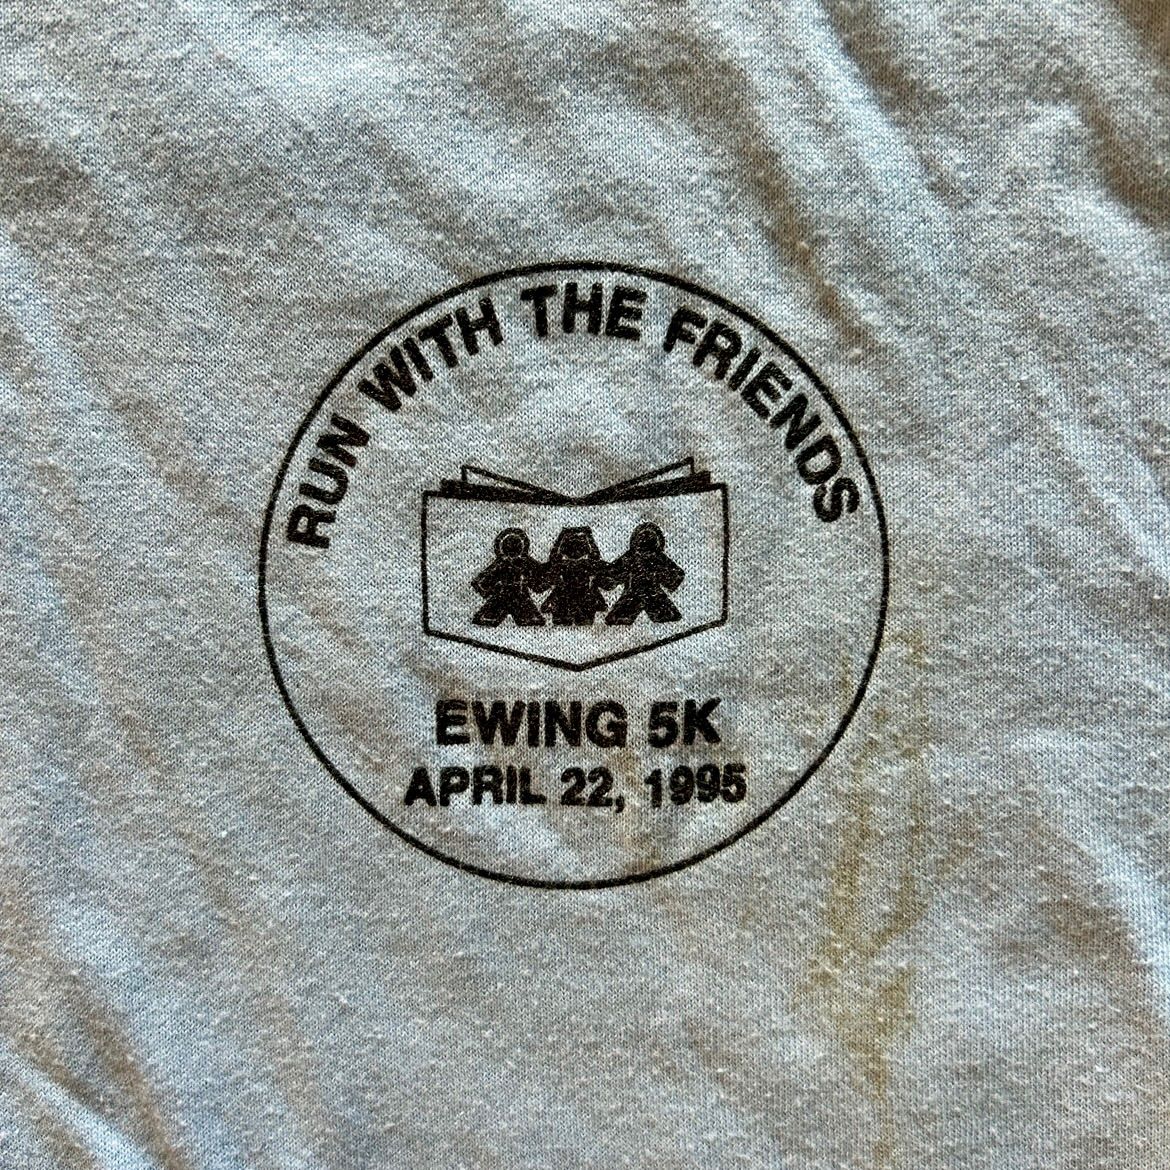 RUN WITH THE FRIENDS
EWING 5K
APRIL 22, 1995